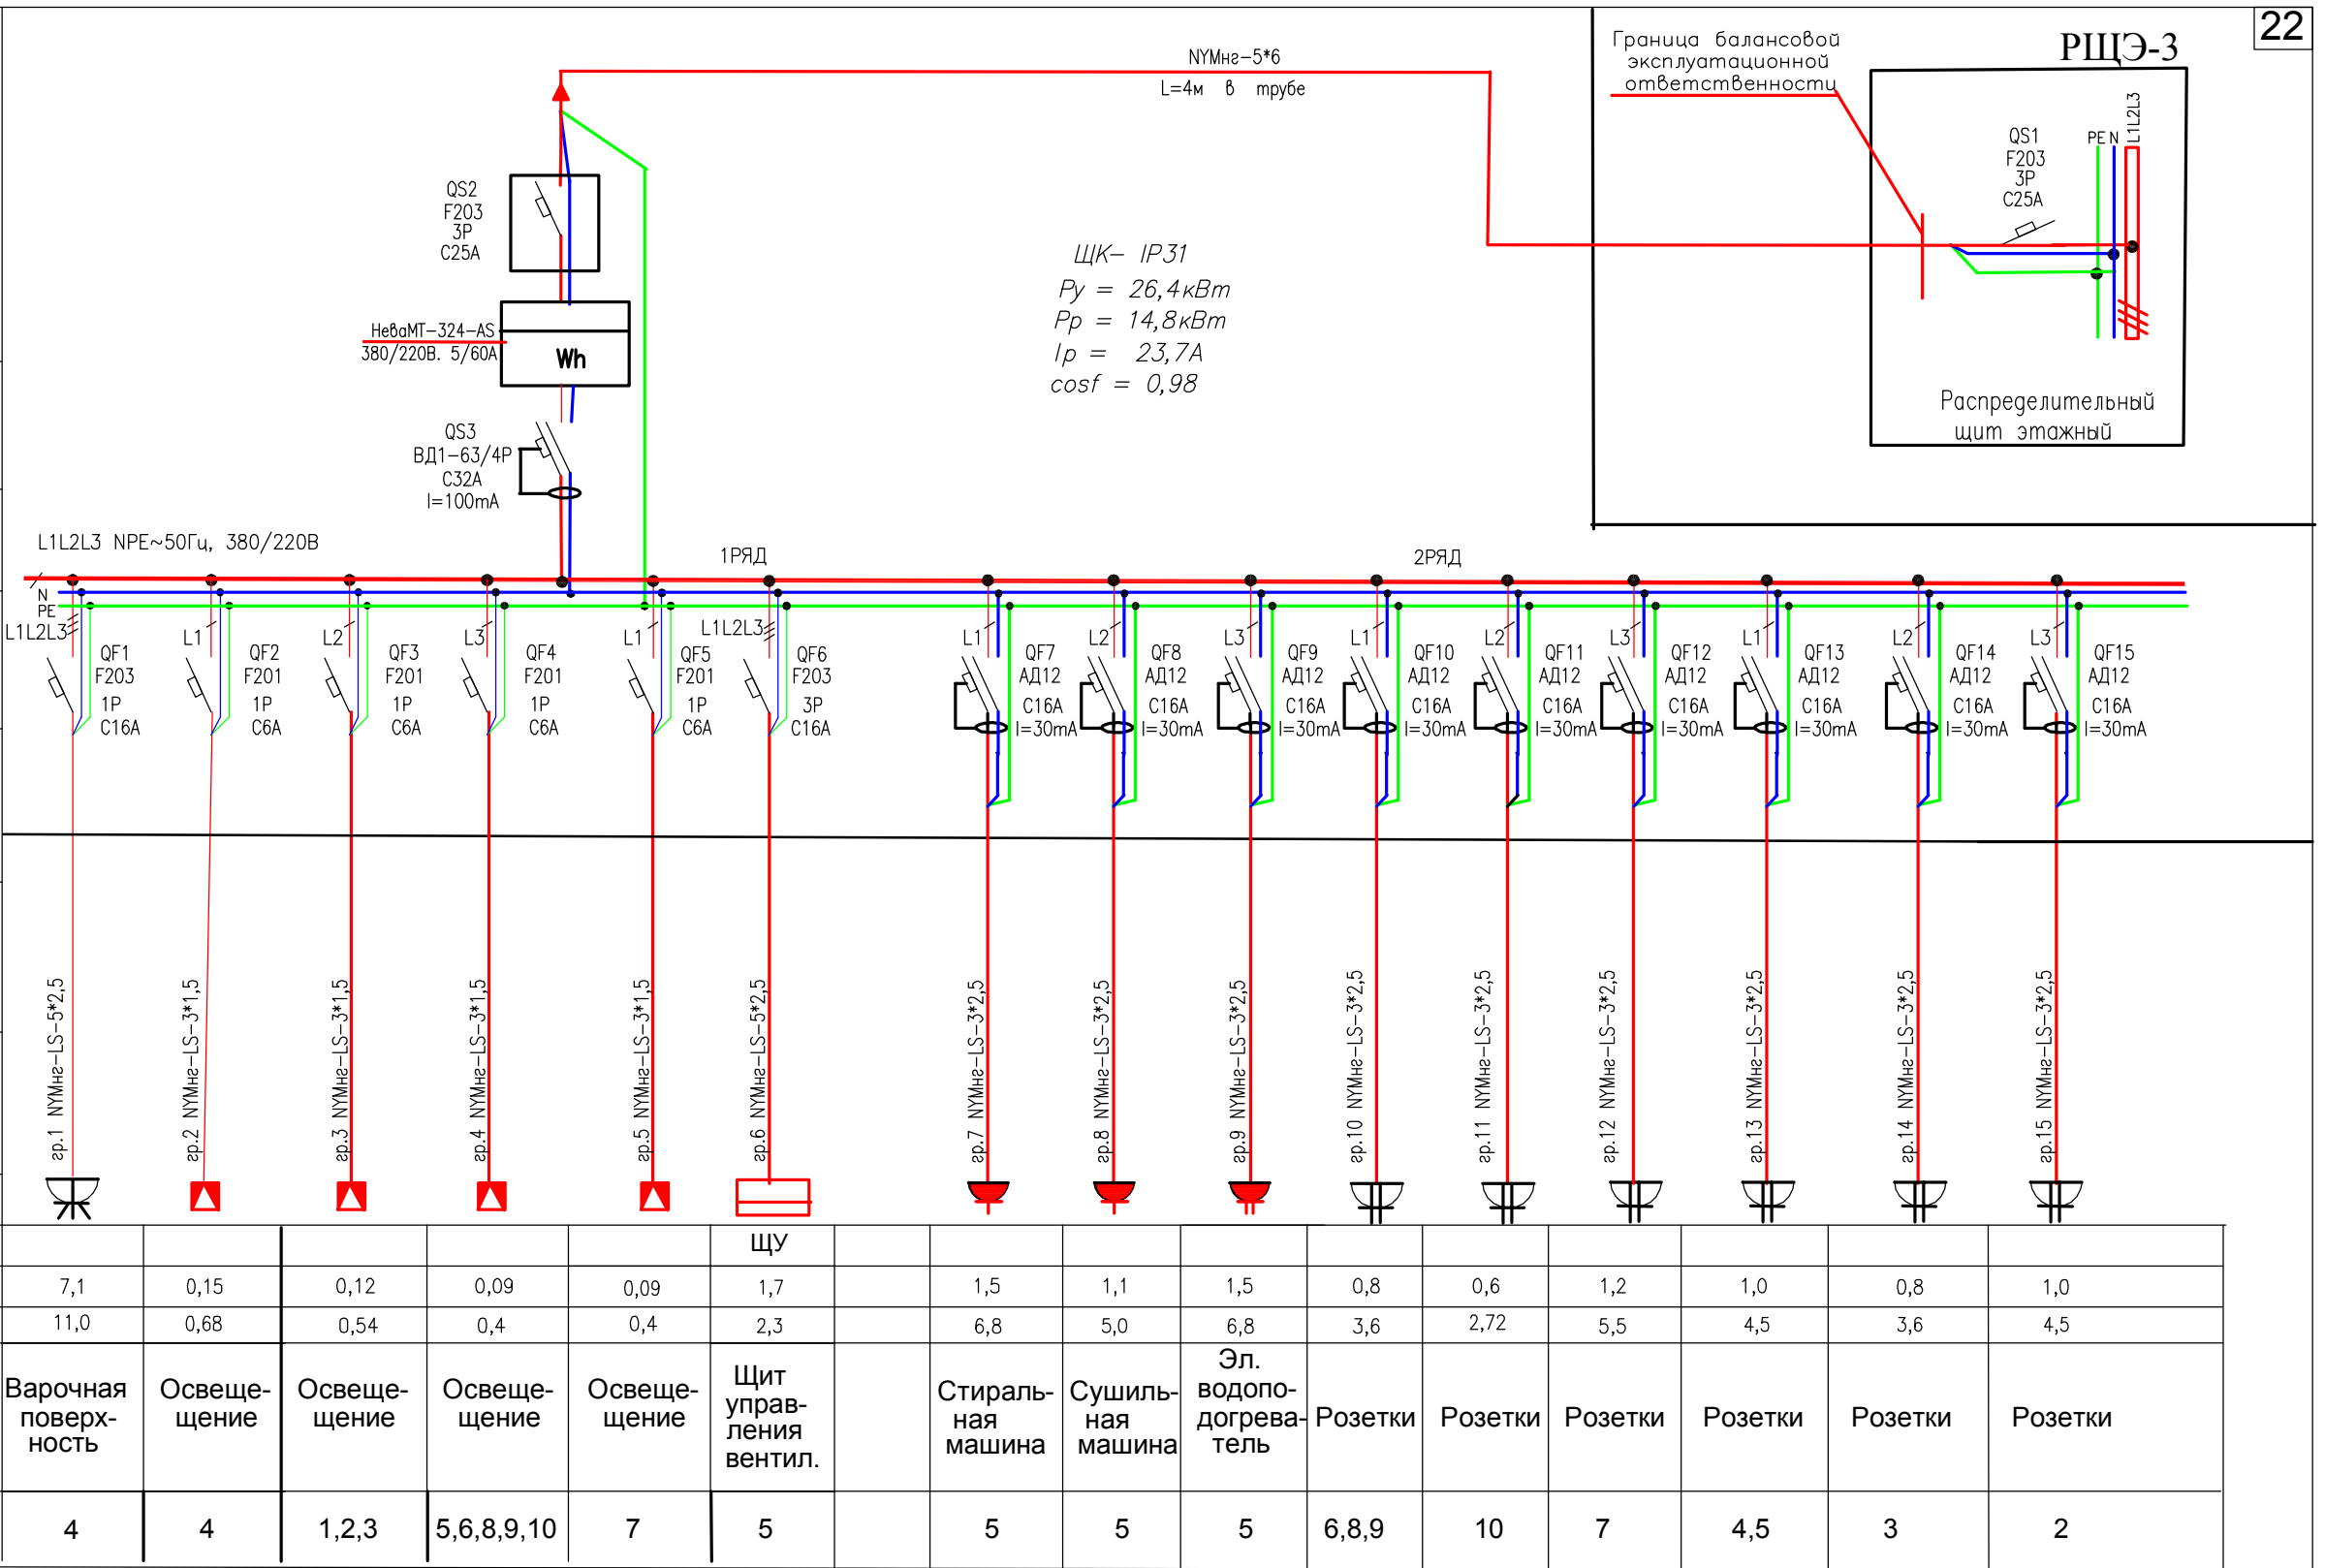 22
NYMнг-5*6
L=4м в трубе
Граница балансовой
эксплуатационной
ответственности
РЩЭ-3
QS1
F203
3P
C25A
PE N
L1L2L3
Распределительный
щит этажный
QS2
F203
3P
C25A
НеваМТ-324-AS
380/220В. 5/60А
Wh
ЩК- IP31
Py = 26,4кВт
Pp = 14,8кВт
Ip = 23,7А
cosf = 0,98
QS3
ВД1-63/4Р
C32A
I=100mA
L1L2L3 NPE~50Гц, 380/220В
1РЯД
2РЯД
N
PE
L1L2L3
QF1
F203
1P
C16A
L1
QF2
F201
1P
C6A
L2
QF3
F201
1P
C6A
L3
QF4
F201
1P
C6A
L1
QF5
F201
1P
C6A
L1L2L3
QF6
F203
3P
C16A
L1
QF7
АД12
C16A
I=30mA
L2
QF8
АД12
C16A
I=30mA
L3
QF9
АД12
C16A
I=30mA
L1
QF10
АД12
C16A
I=30mA
L2
QF11
АД12
C16A
I=30mA
L3
QF12
АД12
C16A
I=30mA
L1
QF13
АД12
C16A
I=30mA
L2
QF14
АД12
C16A
I=30mA
L3
QF15
АД12
C16A
I=30mA
гр.1 NYMнг-LS-5*2,5
гр.2 NYMнг-LS-3*1,5
гр.3 NYMнг-LS-3*1,5
гр.4 NYMнг-LS-3*1,5
гр.5 NYMнг-LS-3*1,5
гр.6 NYMнг-LS-5*2,5
гр.7 NYMнг-LS-3*2,5
гр.8 NYMнг-LS-3*2,5
гр.9 NYMнг-LS-3*2,5
гр.10 NYMнг-LS-3*2,5
гр.11 NYMнг-LS-3*2,5
гр.12 NYMнг-LS-3*2,5
гр.13 NYMнг-LS-3*2,5
гр.14 NYMнг-LS-3*2,5
гр.15 NYMнг-LS-3*2,5
ЩУ
7,1 0,15 0,12 0,09 0,09 1,7 1,5 1,1 1,5 0,8 0,6 1,2 1,0 0,8 1,0
11,0 0,68 0,54 0,4 0,4 2,3 6,8 5,0 6,8 3,6 2,72 5,5 4,5 3,6 4,5
Варочная
поверх-
ность
Освеще-
щение
Освеще-
щение
Освеще-
щение
Освеще-
щение
Щит
управ-
ления
вентил.
Стираль-
ная
машина
Сушиль-
ная
машина
Эл.
водопо-
догрева-
тель
Розетки
Розетки
Розетки
Розетки
Розетки
Розетки
4 4 1,2,3 5,6,8,9,10 7 5 5 5 5 6,8,9 10 7 4,5 3 2